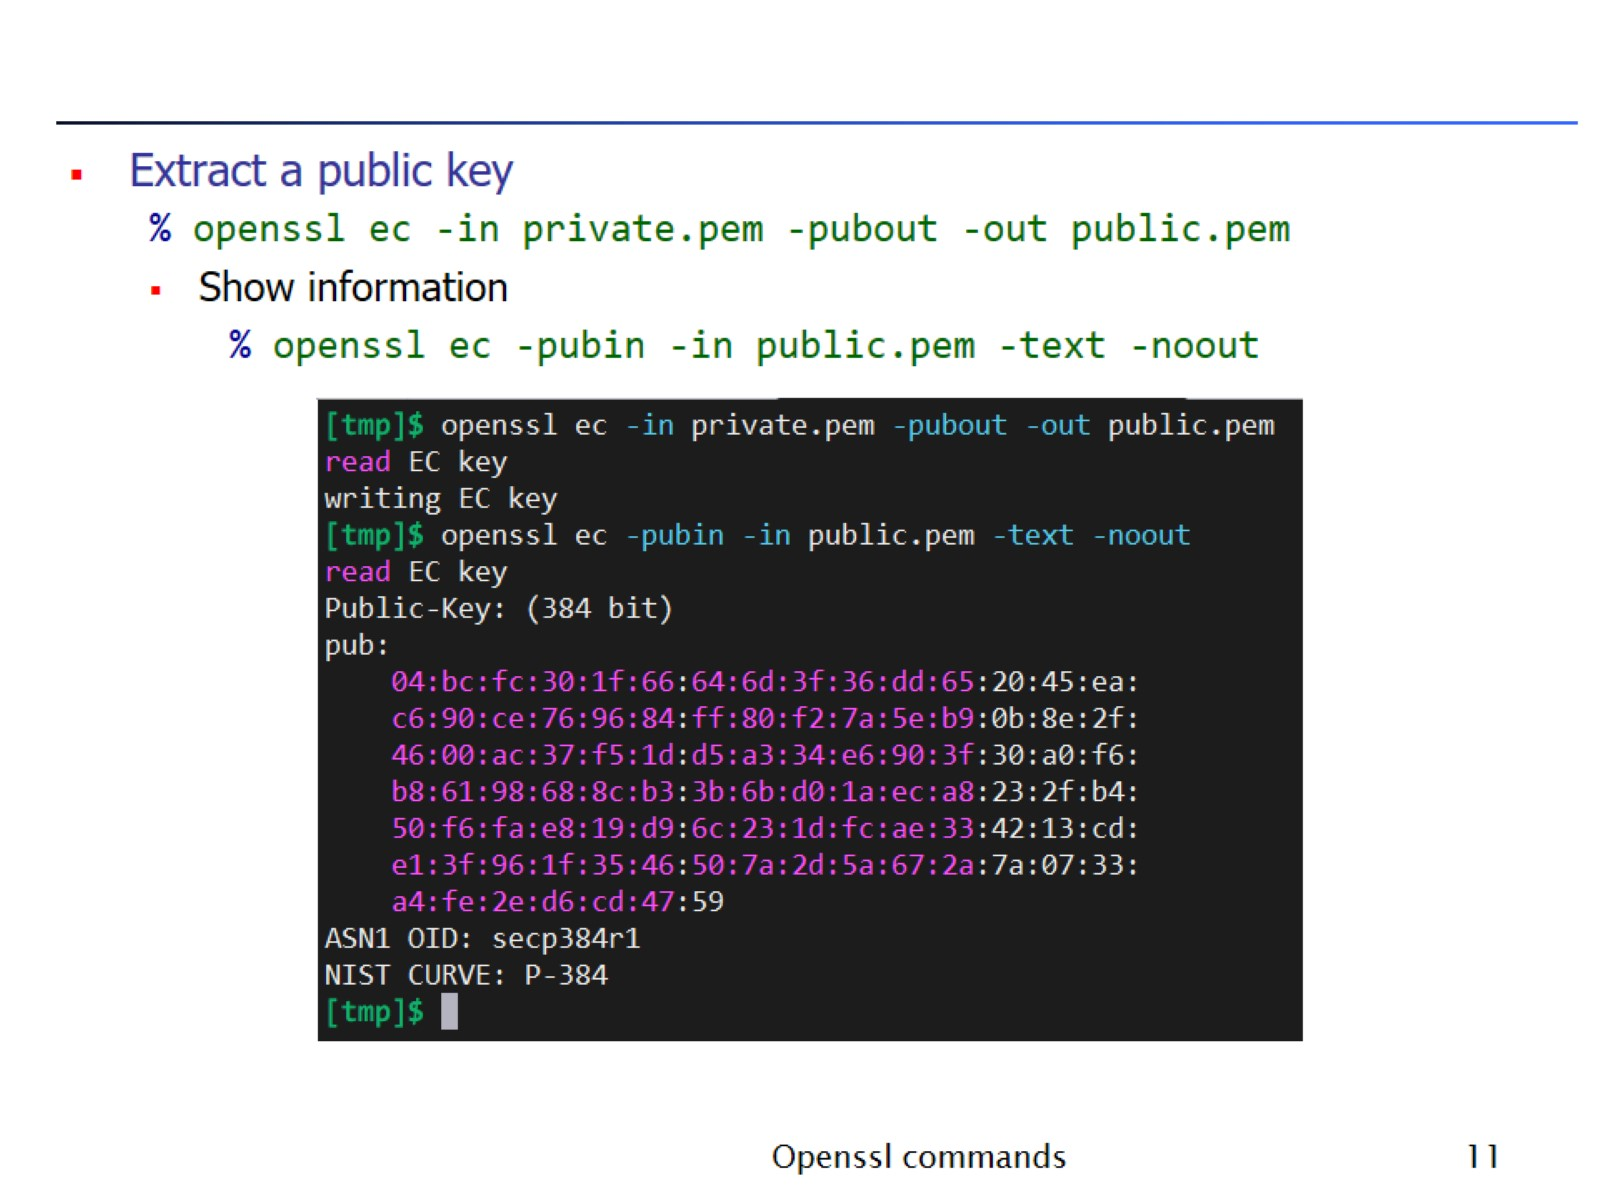 ▪ Extract a public key
% openssl ec -in private.pem -pubout -out public.pem
▪ Show information
% openssl ec -pubin -in public.pem -text -noout
[tmp]$ openssl ec -in private.pem -pubout -out public.pem
read EC key
writing EC key
[tmp]$ openssl ec -pubin -in public.pem -text -noout
read EC key
Public-Key: (384 bit)
pub:
04:bc:fc:30:1f:66:64:6d:3f:36:dd:65:20:45:ea:
c6:90:ce:76:96:84:ff:80:f2:7a:5e:b9:0b:8e:2f:
46:00:ac:37:f5:1d:d5:a3:34:e6:90:3f:30:a0:f6:
b8:61:98:68:8c:b3:3b:6b:d0:1a:ec:a8:23:2f:b4:
50:f6:fa:e8:19:d9:6c:23:1d:fc:ae:33:42:13:cd:
e1:3f:96:1f:35:46:50:7a:2d:5a:67:2a:7a:07:33:
a4:fe:2e:d6:cd:47:59
ASN1 OID: secp384r1
NIST CURVE: P-384
[tmp]$
Openssl commands
11